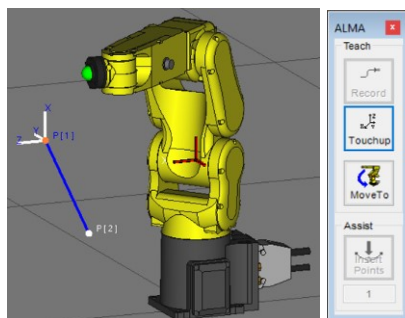 X
Y
Z
P[1]
P[2]
ALMA
x
Teach
Record
Touchup
MoveTo
Assist
Insert
Points
1